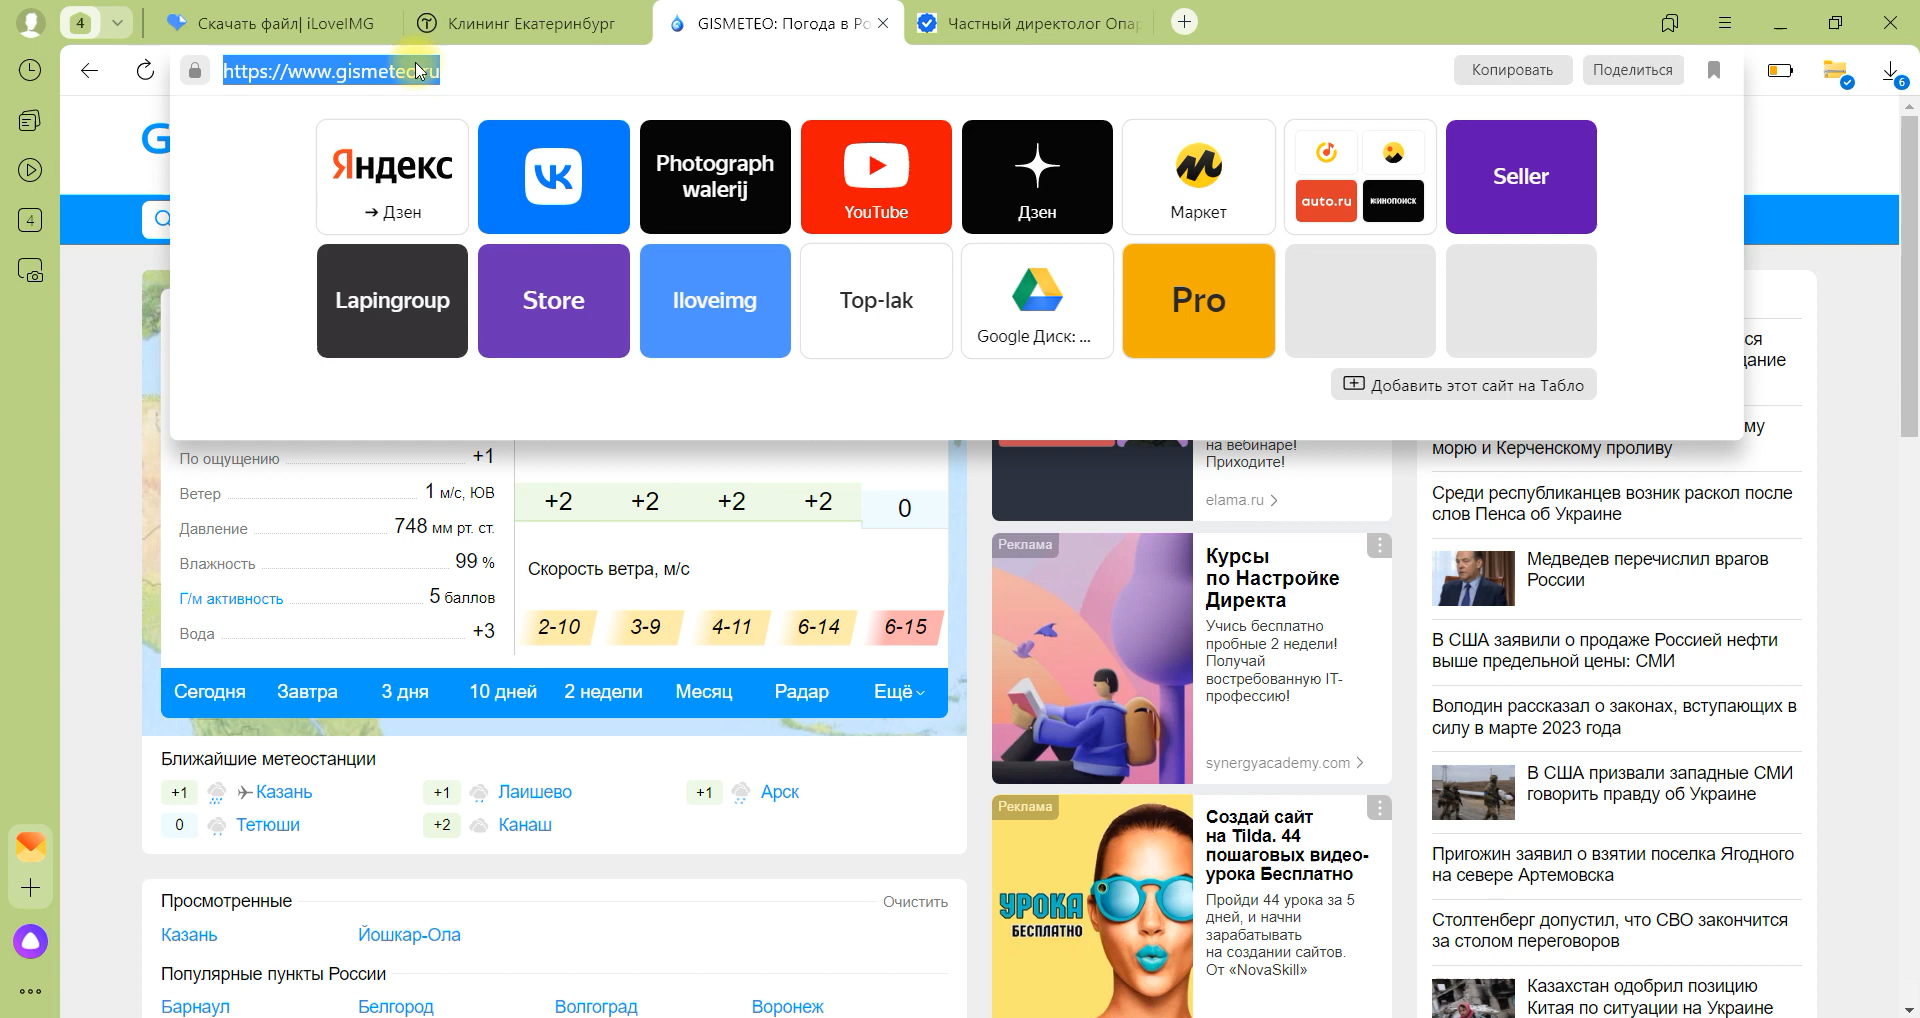 4
Скачать файл| iLoveIMG
Клининг Екатеринбург
GISMETEO: Погода в Ро
Частный директолог Опар
https://www.gismeteo.ru
Копировать
Поделиться
6
4
G
Яндекс
→ Дзен
Photograph
walerij
YouTube
Дзен
Маркет
auto.ru
кинопоиск
Seller
Lapingroup
Store
Iloveimg
Top-lak
Google Диск: ...
Pro
Добавить этот сайт на Табло
По ощущению +1
Ветер 1 м/с, ЮВ
Давление 748 мм рт. ст.
Влажность 99 %
Г/м активность 5 баллов
Вода +3
+2 +2 +2 +2 0
Скорость ветра, м/с
2-10 3-9 4-11 6-14 6-15
Сегодня Завтра 3 дня 10 дней 2 недели Месяц Радар Ещё
Ближайшие метеостанции
+1 Казань +1 Лаишево +1 Арск
0 Тетюши +2 Канаш
Просмотренные Очистить
Казань Йошкар-Ола
Популярные пункты России
Барнаул Белгород Волгоград Воронеж
на вебинаре!
Приходите!
elama.ru
Реклама
Курсы
по Настройке
Директа
Учись бесплатно
пробные 2 недели!
Получай
востребованную IT-
профессию!
synergyacademy.com
Реклама
УРОКА
БЕСПЛАТНО
Создай сайт
на Tilda. 44
пошаговых видео-
урока Бесплатно
Пройди 44 урока за 5
дней, и начни
зарабатывать
на создании сайтов.
От «NovaSkill»
ся
дание
му
морю и Керченскому проливу
Среди республиканцев возник раскол после
слов Пенса об Украине
Медведев перечислил врагов
России
В США заявили о продаже Россией нефти
выше предельной цены: СМИ
Володин рассказал о законах, вступающих в
силу в марте 2023 года
В США призвали западные СМИ
говорить правду об Украине
Пригожин заявил о взятии поселка Ягодного
на севере Артемовска
Столтенберг допустил, что СВО закончится
за столом переговоров
Казахстан одобрил позицию
Китая по ситуации на Украине